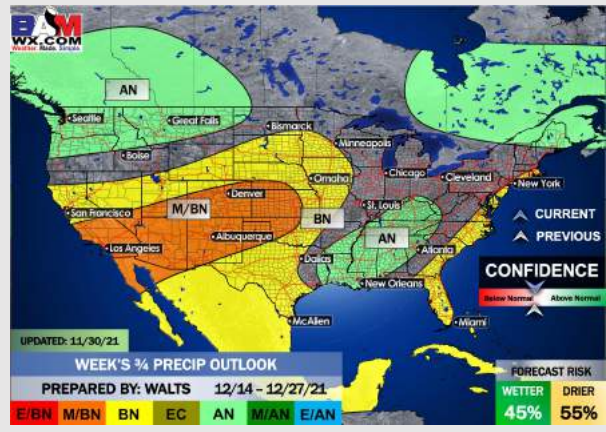 BAM
WX.COM
Weather. Made. Simple.
AN
Seattle
Great Falls
Bismarck
Boise
Minneapolis
Chicago
Cleveland
New York
Omaha
Denver
M/BN
San Francisco
BN
St. Louis
AN
CURRENT
PREVIOUS
Los Angeles
Albuquerque
Atlanta
Dallas
New Orleans
CONFIDENCE
Below Normal
Above Normal
McAllen
Miami
UPDATED: 11/30/21
WEEK'S ¾ PRECIP OUTLOOK
PREPARED BY: WALTS 12/14 – 12/27/21
E/BN M/BN BN EC AN M/AN E/AN
FORECAST RISK
WETTER DRIER
45% 55%